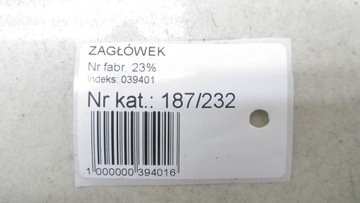 ZAGŁÓWEK
Nr fabr. 23%
Indeks: 039401
Nr kat.: 187/232
1 000000 394016